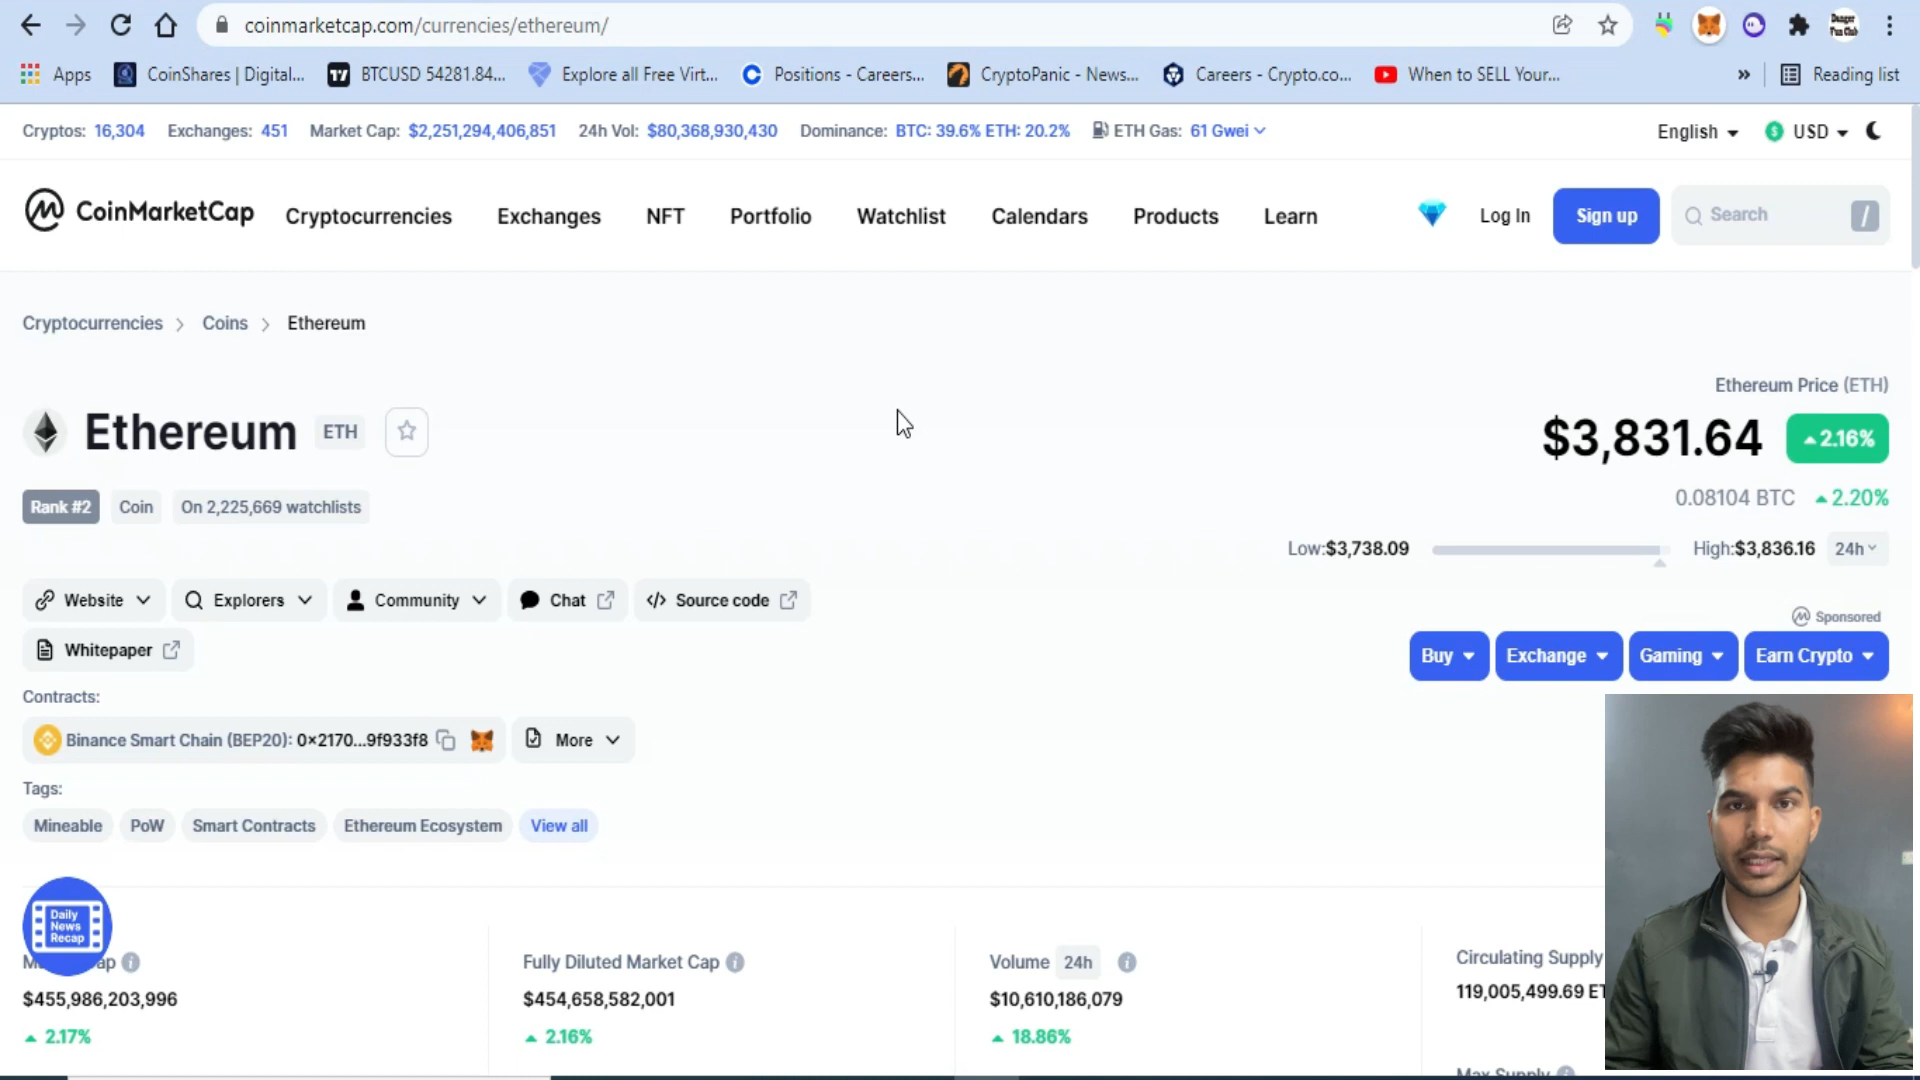 coinmarketcap.com/currencies/ethereum/
Apps CoinShares | Digital... BTCUSD 54281.84... Explore all Free Virt... Positions - Careers... CryptoPanic - News... Careers - Crypto.co... When to SELL Your... » Reading list
Cryptos: 16,304 Exchanges: 451 Market Cap: $2,251,294,406,851 24h Vol: $80,368,930,430 Dominance: BTC: 39.6% ETH: 20.2% ETH Gas: 61 Gwei English USD
CoinMarketCap Cryptocurrencies Exchanges NFT Portfolio Watchlist Calendars Products Learn Log In Sign up Search /
Cryptocurrencies > Coins > Ethereum
Ethereum Price (ETH)
Ethereum ETH $3,831.64 2.16%
0.08104 BTC 2.20%
Rank #2 Coin On 2,225,669 watchlists
Low:$3,738.09 High:$3,836.16 24h
Website Explorers Community Chat Source code
Sponsored
Whitepaper
Buy Exchange Gaming Earn Crypto
Contracts:
Binance Smart Chain (BEP20): 0x2170...9f933f8 More
Tags:
Mineable PoW Smart Contracts Ethereum Ecosystem View all
Daily
News
Recap
Fully Diluted Market Cap Volume 24h Circulating Supply
$455,986,203,996 $454,658,582,001 $10,610,186,079 119,005,499.69
2.17% 2.16% 18.86%
Max Supply